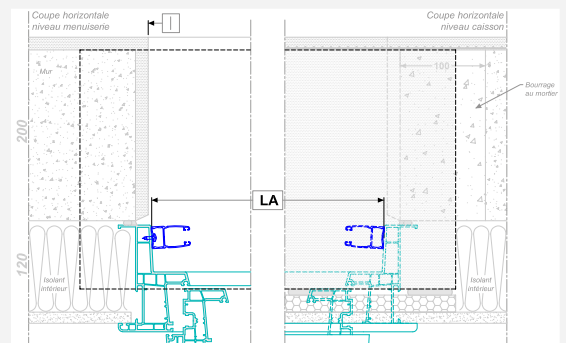 Coupe horizontale
niveau menuiserie
Coupe horizontale
niveau caisson
Mur
100
Bourrage
au mortier
200
LA
120
Isolant
intérieur
Isolant